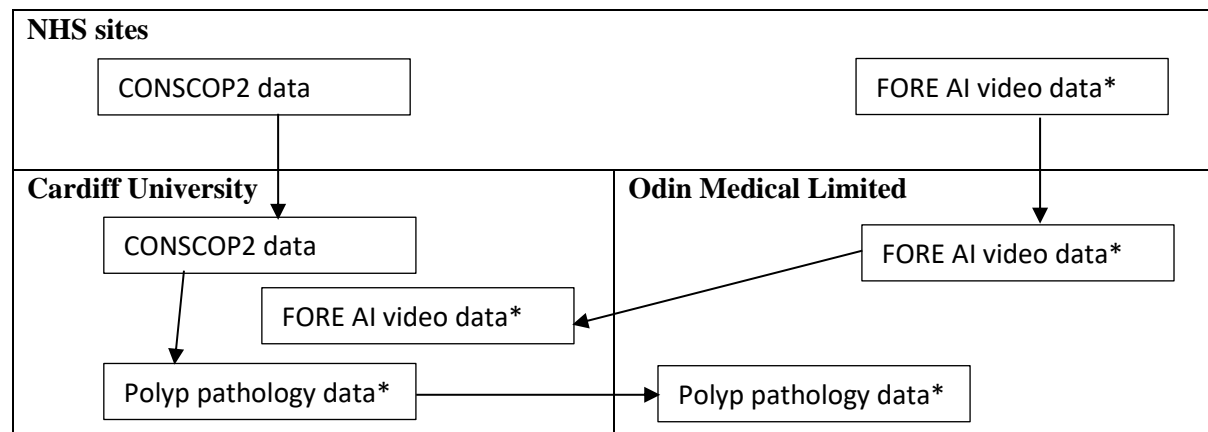 NHS sites
CONSCOP2 data
FORE AI video data*
Cardiff University
Odin Medical Limited
CONSCOP2 data
FORE AI video data*
FORE AI video data*
Polyp pathology data*
Polyp pathology data*